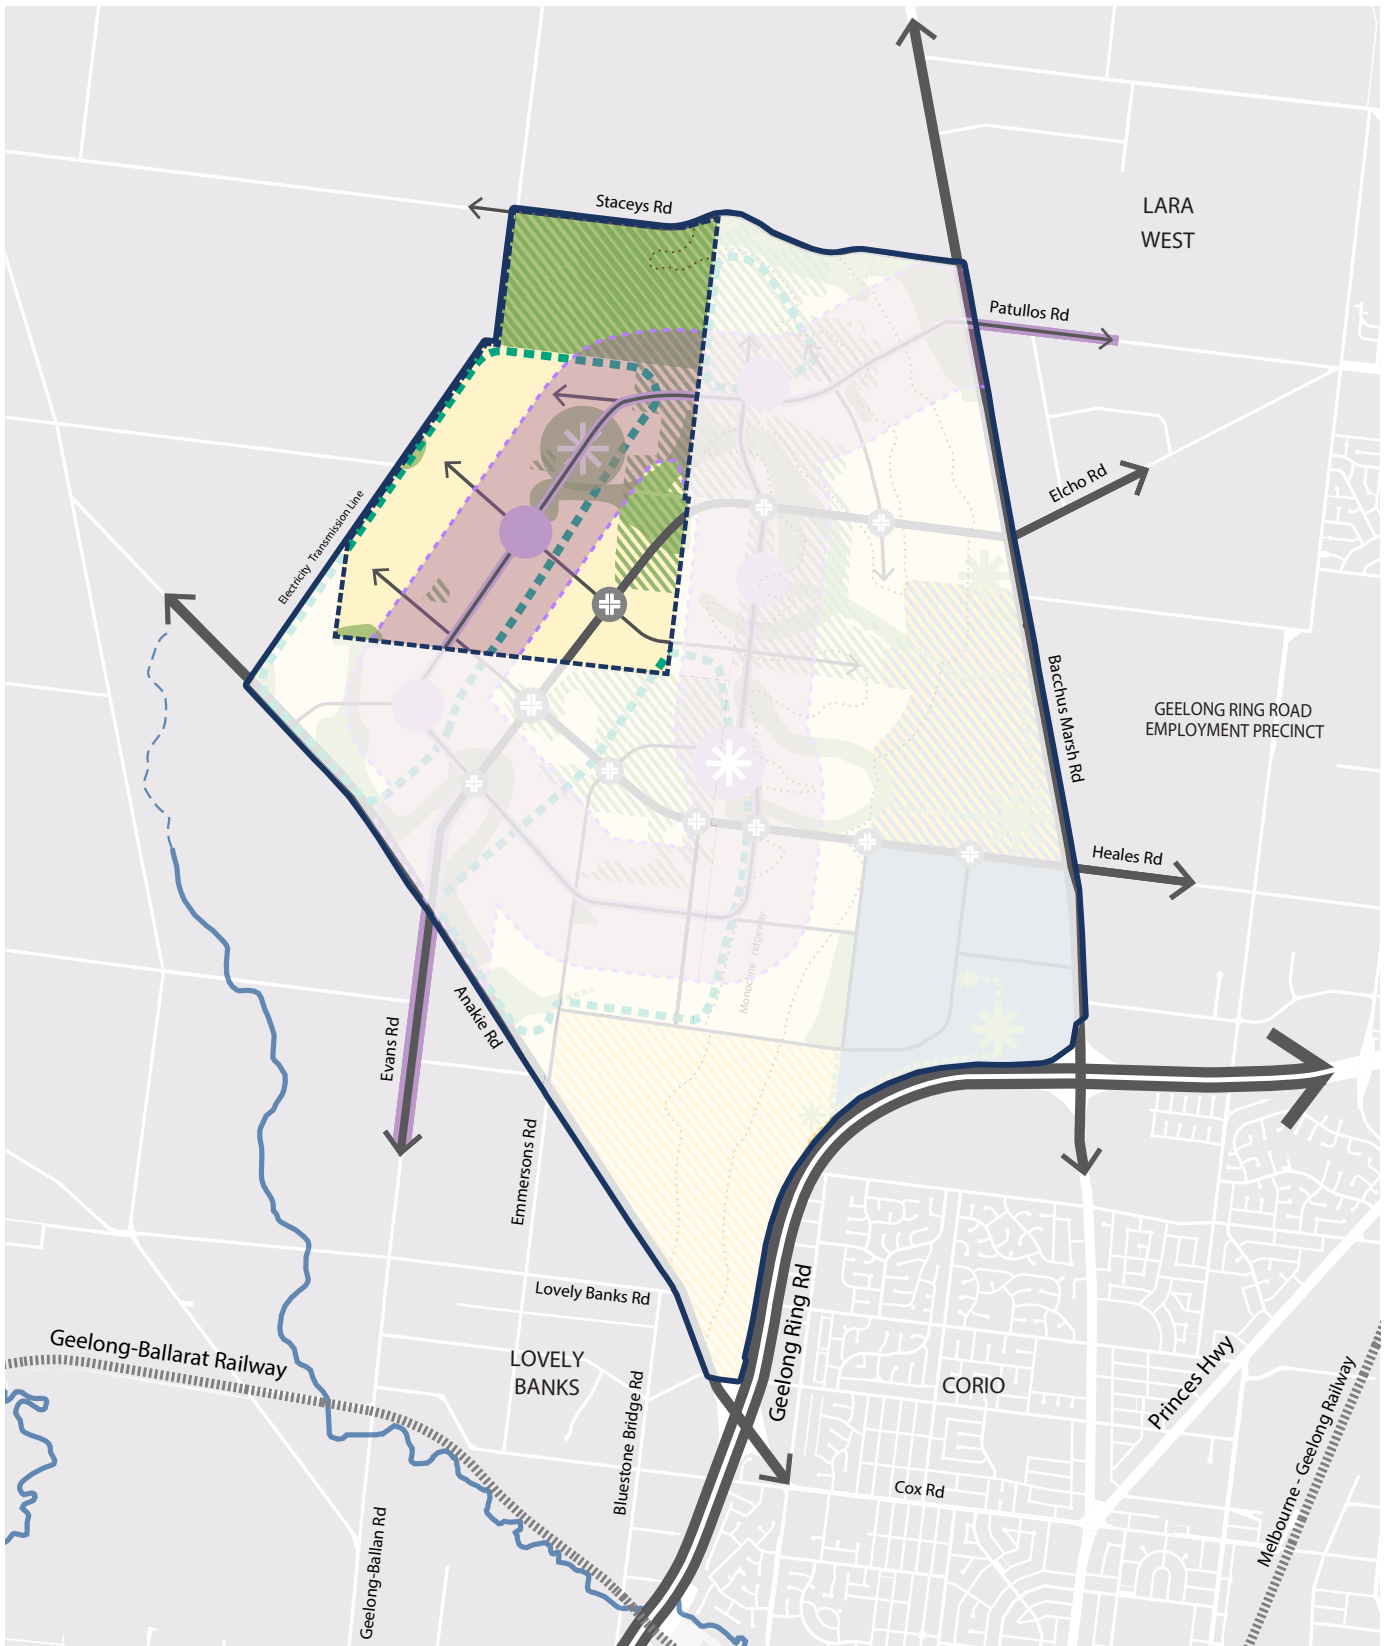 Staceys Rd
LARA
WEST
Patullos Rd
Elcho Rd
Electricity Transmission Line
Bacchus Marsh Rd
GEELONG RING ROAD
EMPLOYMENT PRECINCT
Heales Rd
Monocline ridgeway
Anakie Rd
Evans Rd
Emmersons Rd
Lovely Banks Rd
Geelong Ring Rd
Geelong-Ballarat Railway
LOVELY
BANKS
CORIO
Princes Hwy
Bluestone Bridge Rd
Melbourne - Geelong Railway
Cox Rd
Geelong-Ballan Rd